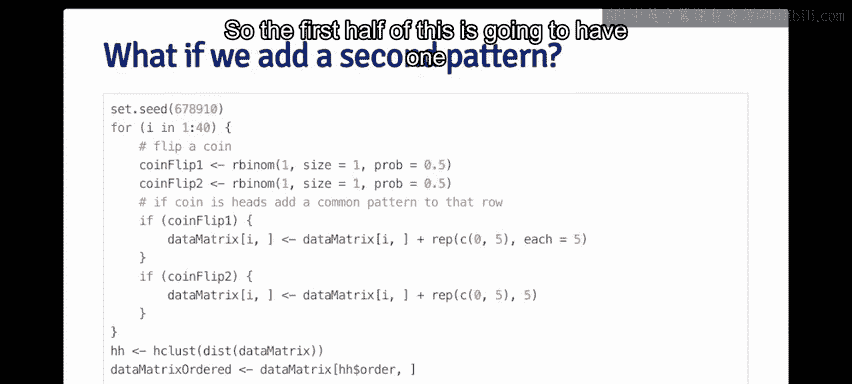 So the first half of this is going to have
one
What if we add a second pattern?
set.seed(678910)
for (i in 1:40) {
    # flip a coin
    coinFlip1 <- rbinom(1, size = 1, prob = 0.5)
    coinFlip2 <- rbinom(1, size = 1, prob = 0.5)
    # if coin is heads add a common pattern to that row
    if (coinFlip1) {
        dataMatrix[i, ] <- dataMatrix[i, ] + rep(c(0, 5), each = 5)
    }
    if (coinFlip2) {
        dataMatrix[i, ] <- dataMatrix[i, ] + rep(c(0, 5), 5)
    }
}
hh <- hclust(dist(dataMatrix))
dataMatrixOrdered <- dataMatrix[hh$order, ]